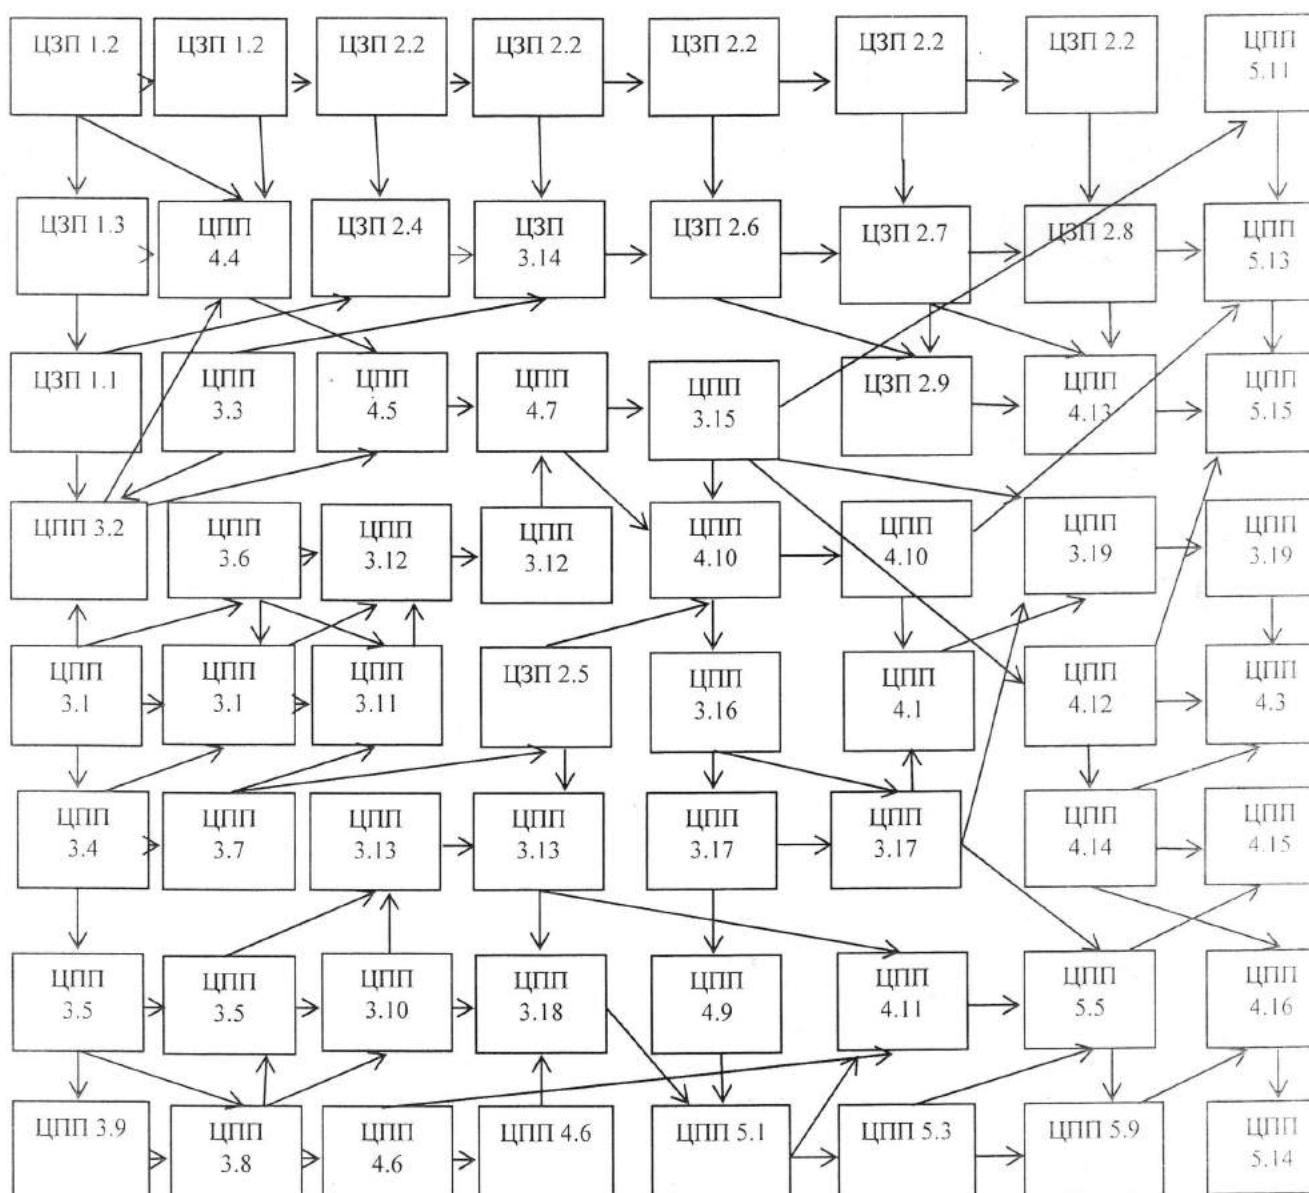 ЦЗП 1.2
ЦЗП 1.2
ЦЗП 2.2
ЦЗП 2.2
ЦЗП 2.2
ЦЗП 2.2
ЦЗП 2.2
ЦПП
5.11
ЦЗП 1.3
ЦПП
4.4
ЦЗП 2.4
ЦЗП
3.14
ЦЗП 2.6
ЦЗП 2.7
ЦЗП 2.8
ЦПП
5.13
ЦЗП 1.1
ЦПП
3.3
ЦПП
4.5
ЦПП
4.7
ЦПП
3.15
ЦЗП 2.9
ЦПП
4.13
ЦПП
5.15
ЦПП 3.2
ЦПП
3.6
ЦПП
3.12
ЦПП
3.12
ЦПП
4.10
ЦПП
4.10
ЦПП
3.19
ЦПП
3.19
ЦПП
3.1
ЦПП
3.1
ЦПП
3.11
ЦЗП 2.5
ЦПП
3.16
ЦПП
4.1
ЦПП
4.12
ЦПП
4.3
ЦПП
3.4
ЦПП
3.7
ЦПП
3.13
ЦПП
3.13
ЦПП
3.17
ЦПП
3.17
ЦПП
4.14
ЦПП
4.15
ЦПП
3.5
ЦПП
3.5
ЦПП
3.10
ЦПП
3.18
ЦПП
4.9
ЦПП
4.11
ЦПП
5.5
ЦПП
4.16
ЦПП 3.9
ЦПП
3.8
ЦПП
4.6
ЦПП 4.6
ЦПП 5.1
ЦПП 5.3
ЦПП 5.9
ЦПП
5.14